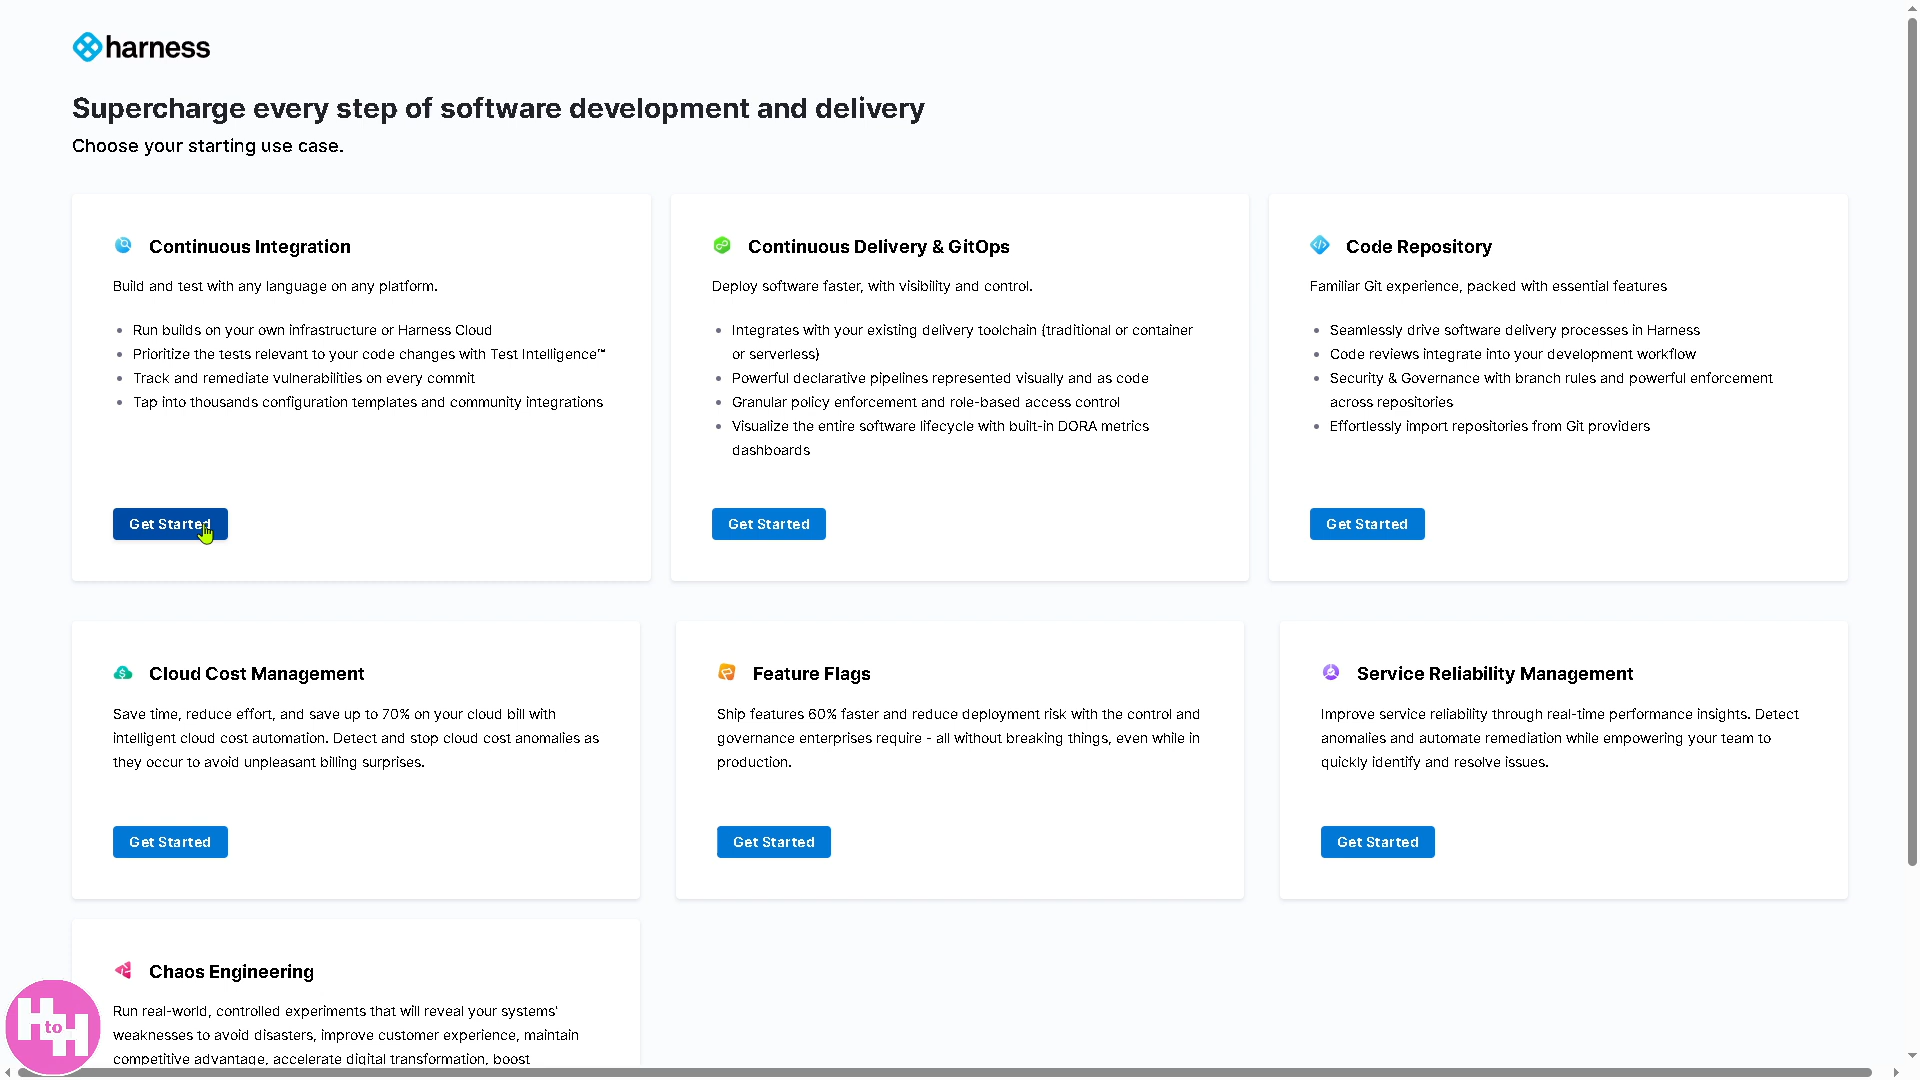 harness
Supercharge every step of software development and delivery
Choose your starting use case.
Continuous Integration
Build and test with any language on any platform.
Run builds on your own infrastructure or Harness Cloud
Prioritize the tests relevant to your code changes with Test Intelligence™
Track and remediate vulnerabilities on every commit
Tap into thousands configuration templates and community integrations
Get Started
Continuous Delivery & GitOps
Deploy software faster, with visibility and control.
Integrates with your existing delivery toolchain (traditional or container
or serverless)
Powerful declarative pipelines represented visually and as code
Granular policy enforcement and role-based access control
Visualize the entire software lifecycle with built-in DORA metrics
dashboards
Get Started
Code Repository
Familiar Git experience, packed with essential features
Seamlessly drive software delivery processes in Harness
Code reviews integrate into your development workflow
Security & Governance with branch rules and powerful enforcement
across repositories
Effortlessly import repositories from Git providers
Get Started
Cloud Cost Management
Save time, reduce effort, and save up to 70% on your cloud bill with
intelligent cloud cost automation. Detect and stop cloud cost anomalies as
they occur to avoid unpleasant billing surprises.
Get Started
Feature Flags
Ship features 60% faster and reduce deployment risk with the control and
governance enterprises require - all without breaking things, even while in
production.
Get Started
Service Reliability Management
Improve service reliability through real-time performance insights. Detect
anomalies and automate remediation while empowering your team to
quickly identify and resolve issues.
Get Started
Chaos Engineering
Run real-world, controlled experiments that will reveal your systems'
weaknesses to avoid disasters, improve customer experience, maintain
competitive advantage, accelerate digital transformation, boost
H to H